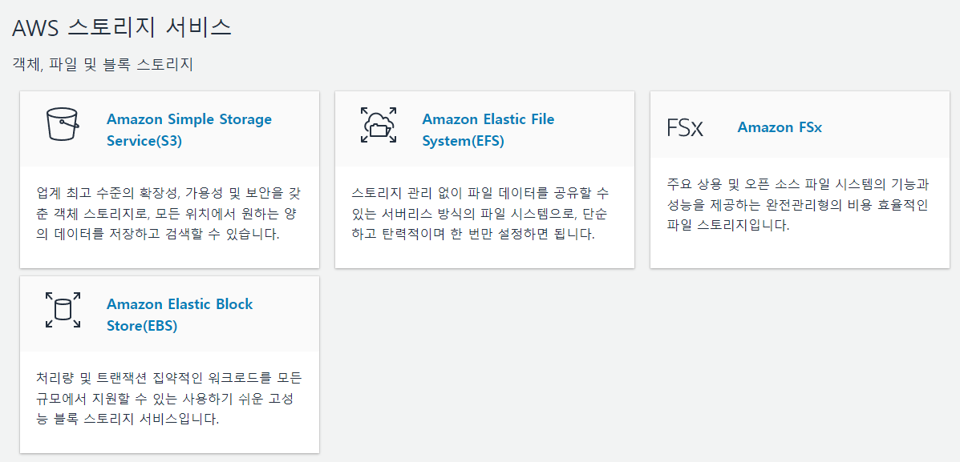 AWS 스토리지 서비스
객체, 파일 및 블록 스토리지
Amazon Simple Storage
Service(S3)
업계 최고 수준의 확장성, 가용성 및 보안을 갖
춘 객체 스토리지로, 모든 위치에서 원하는 양
의 데이터를 저장하고 검색할 수 있습니다.
Amazon Elastic File
System(EFS)
스토리지 관리 없이 파일 데이터를 공유할 수
있는 서버리스 방식의 파일 시스템으로, 단순
하고 탄력적이며 한 번만 설정하면 됩니다.
FSx
Amazon FSx
주요 상용 및 오픈 소스 파일 시스템의 기능과
성능을 제공하는 완전관리형의 비용 효율적인
파일 스토리지입니다.
Amazon Elastic Block
Store(EBS)
처리량 및 트랜잭션 집약적인 워크로드를 모든
규모에서 지원할 수 있는 사용하기 쉬운 고성
능 블록 스토리지 서비스입니다.